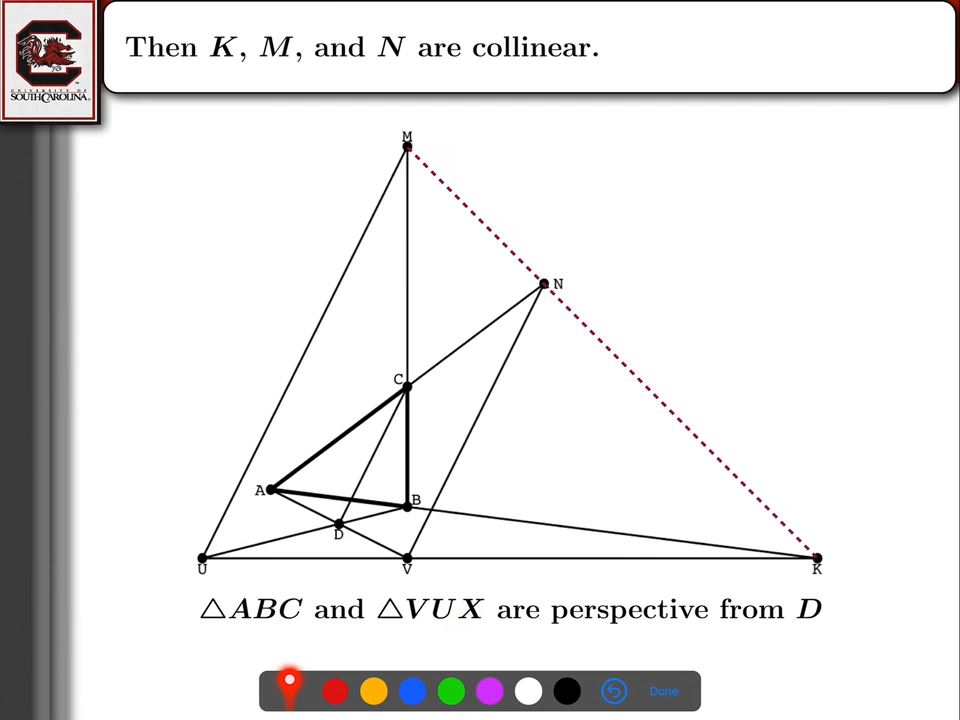 Then K, M, and N are collinear.
UNIVERSITY OF
SOUTH CAROLINA
M
N
C
A
B
D
U
V
K
△ABC and △VUX are perspective from D
Done